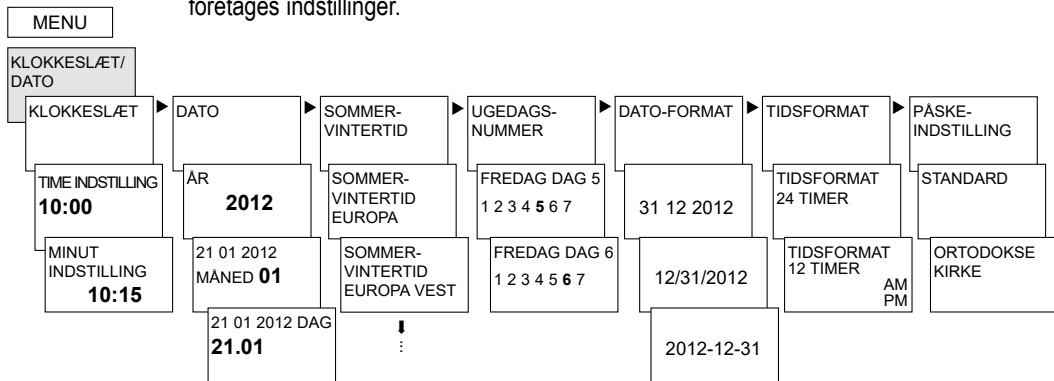 foretages indstillinger.
MENU
KLOKKESLÆT/
DATO
KLOKKESLÆT
TIME INDSTILLING
10:00
MINUT
INDSTILLING
10:15
DATO
ÅR
2012
21 01 2012
MÅNED 01
21 01 2012 DAG
21.01
SOMMER-
VINTERTID
SOMMER-
VINTERTID
EUROPA
SOMMER-
VINTERTID
EUROPA VEST
UGEDAGS-
NUMMER
FREDAG DAG 5
1 2 3 4 5 6 7
FREDAG DAG 6
1 2 3 4 5 6 7
DATO-FORMAT
31 12 2012
12/31/2012
2012-12-31
TIDSFORMAT
TIDSFORMAT
24 TIMER
TIDSFORMAT
12 TIMER
AM
PM
PÅSKE-
INDSTILLING
STANDARD
ORTODOKSE
KIRKE